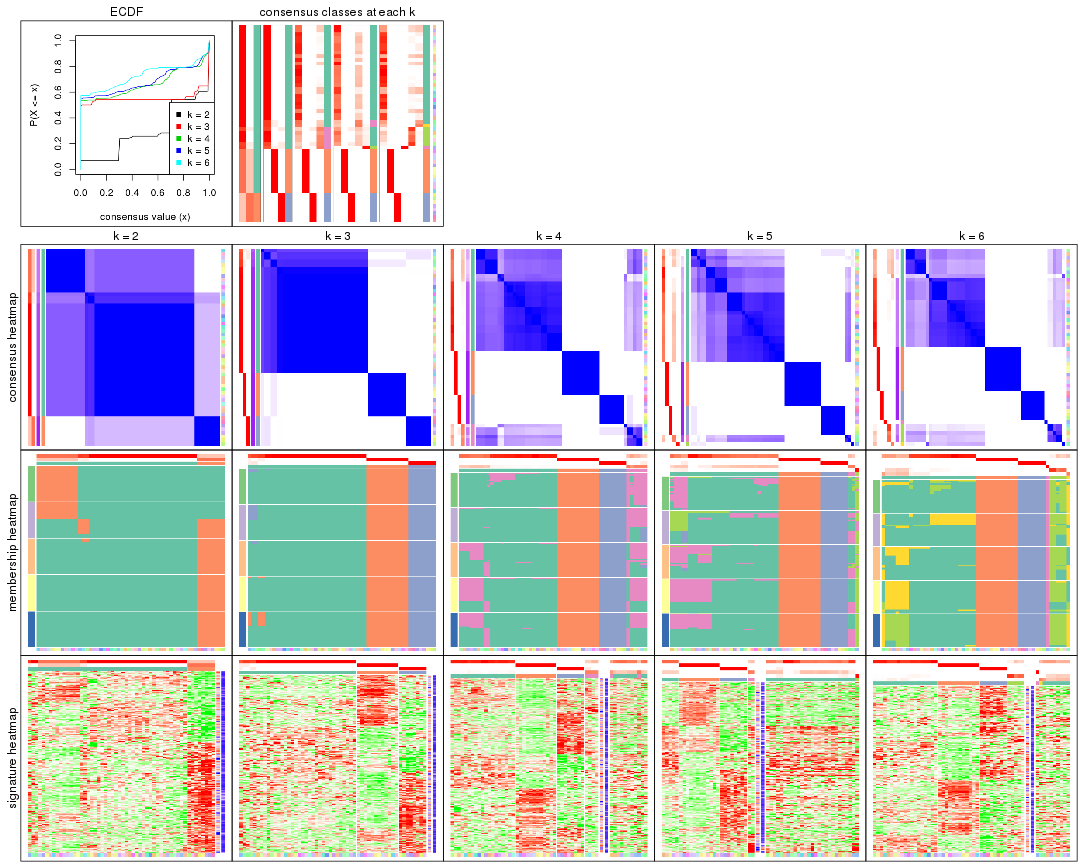 ECDF
consensus classes at each k
P(X <= x)
1.0
0.8
0.6
0.4
0.2
0.0
k = 2
k = 3
k = 4
k = 5
k = 6
0.0 0.2 0.4 0.6 0.8 1.0
consensus value (x)
k = 2
k = 3
k = 4
k = 5
k = 6
consensus heatmap
membership heatmap
signature heatmap